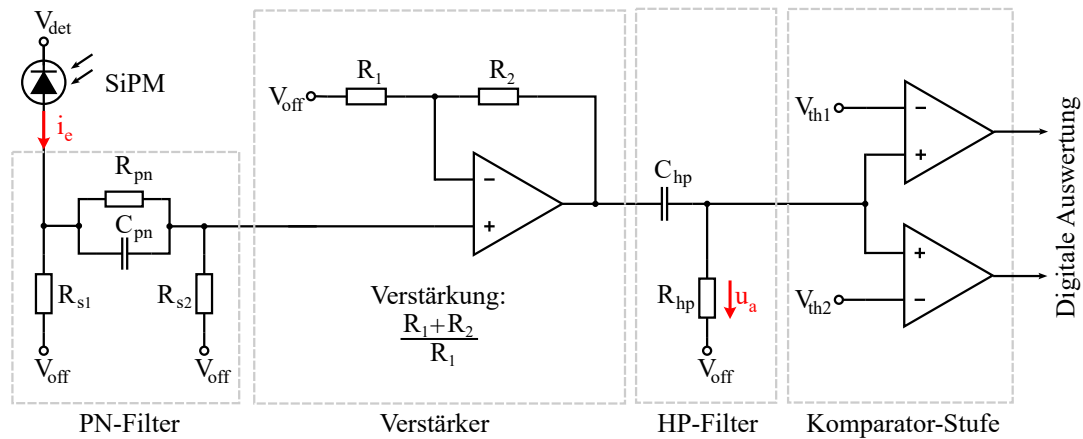 V_det
SiPM
i_e
R_pn
C_pn
R_s1
R_s2
V_off
V_off
PN-Filter
V_off
R_1
R_2
−
+
Verstärkung:
R_1+R_2
R_1
Verstärker
C_hp
R_hp
u_a
V_off
HP-Filter
V_th1
−
+
+
−
V_th2
Komparator-Stufe
Digitale Auswertung